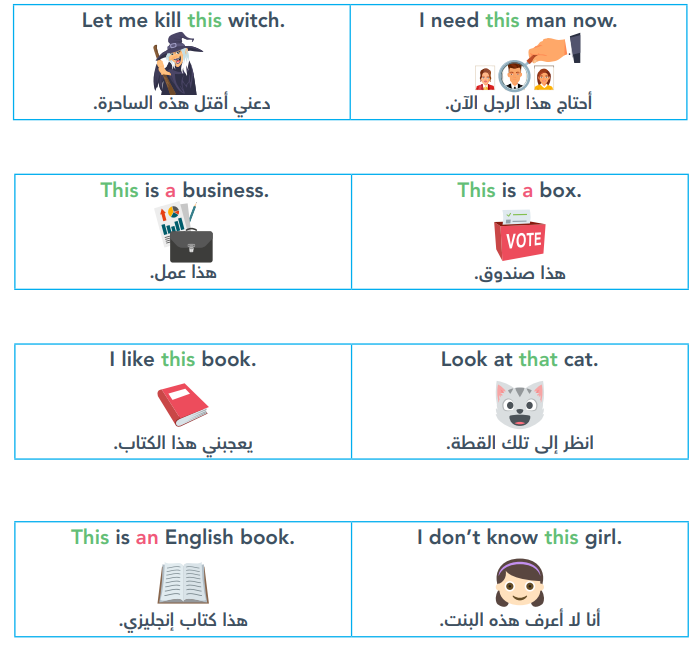 Let me kill this witch.
دعني أقتل هذه الساحرة.
I need this man now.
أحتاج هذا الرجل الآن.
This is a business.
هذا عمل.
This is a box.
VOTE
هذا صندوق.
I like this book.
يعجبني هذا الكتاب.
Look at that cat.
انظر إلى تلك القطة.
This is an English book.
هذا كتاب إنجليزي.
I don’t know this girl.
أنا لا أعرف هذه البنت.